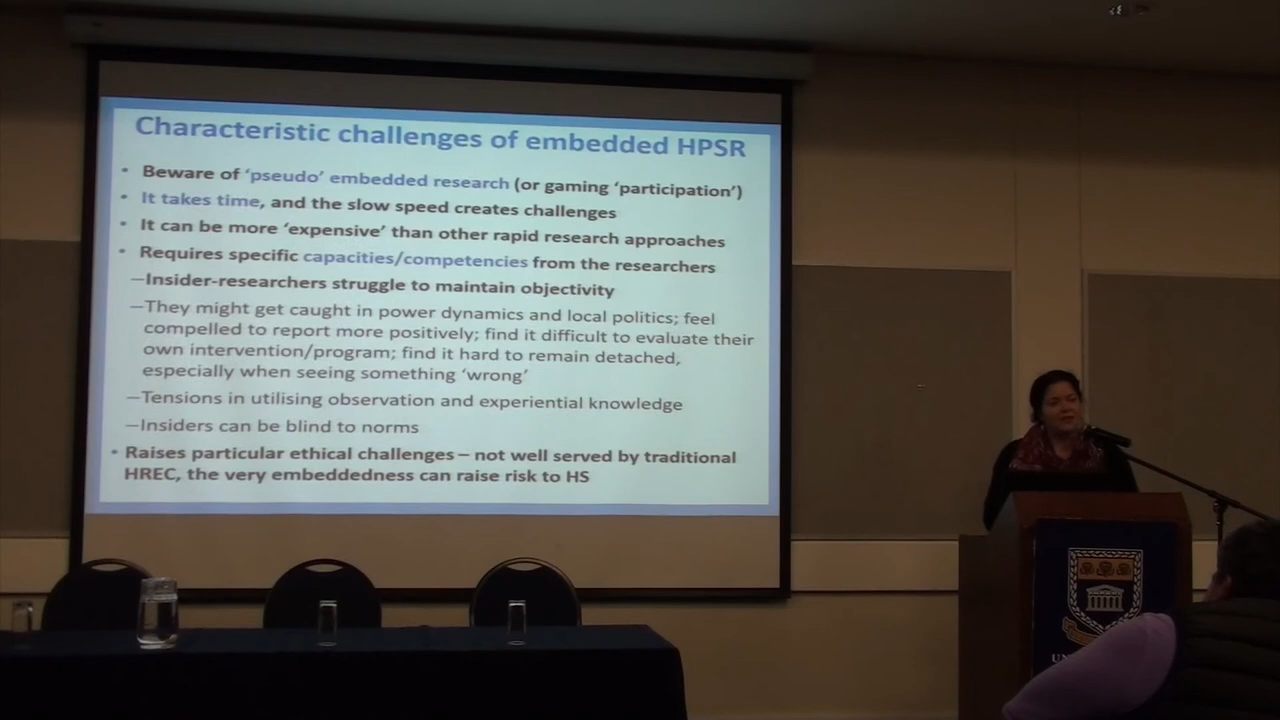 Characteristic challenges of embedded HPSR
• Beware of ‘pseudo’ embedded research (or gaming ‘participation’)
• It takes time, and the slow speed creates challenges
• It can be more ‘expensive’ than other rapid research approaches
• Requires specific capacities/competencies from the researchers
–Insider-researchers struggle to maintain objectivity
–They might get caught in power dynamics and local politics; feel
compelled to report more positively; find it difficult to evaluate their
own intervention/program; find it hard to remain detached,
especially when seeing something ‘wrong’
–Tensions in utilising observation and experiential knowledge
–Insiders can be blind to norms
• Raises particular ethical challenges – not well served by traditional
HREC, the very embeddedness can raise risk to HS